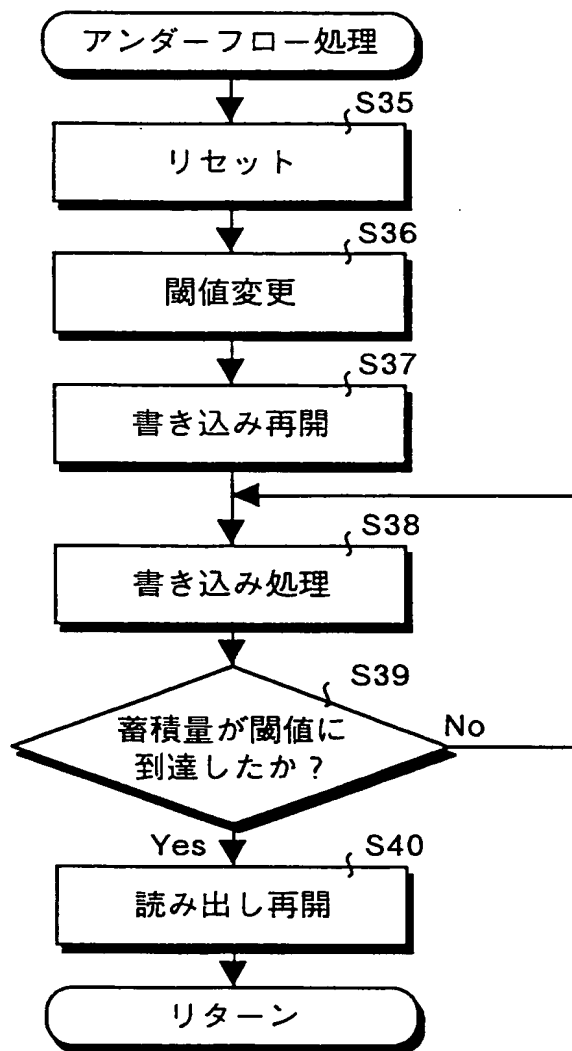 アンダーフロー処理
S35
リセット
S36
閾値変更
S37
書き込み再開
S38
書き込み処理
S39
蓄積量が閾値に
到達したか？
No
Yes
S40
読み出し再開
リターン